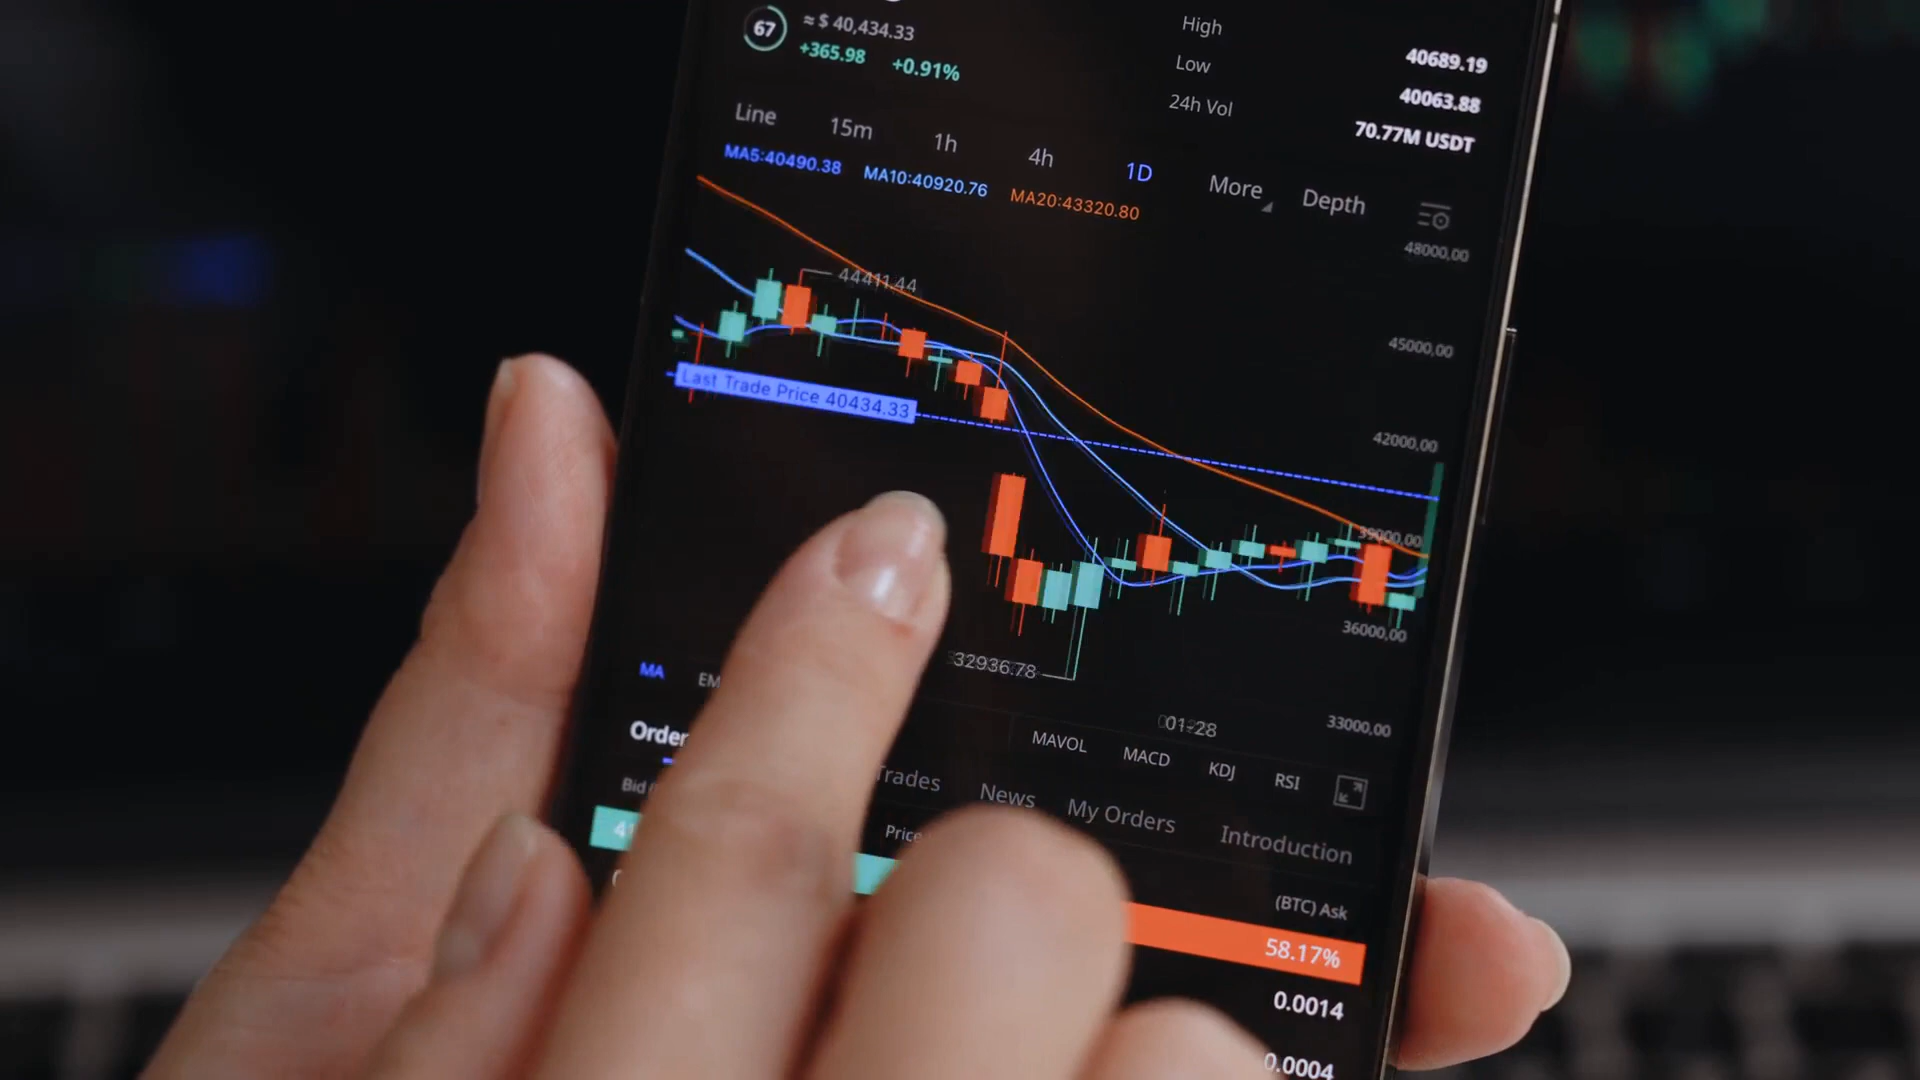 67
≈ $ 40,434.33
+365.98 +0.91%
High 40689.19
Low 40063.88
24h Vol 70.77M USDT
Line 15m 1h 4h 1D More Depth
MA5:40490.38 MA10:40920.76 MA20:43320.80
48000,00
44411.44
45000,00
Last Trade Price 40434.33
42000,00
39000,00
36000,00
32936.78
33000,00
01-28
MA MAVOL MACD KDJ RSI
Trades News My Orders Introduction
Bid
Price
(BTC) Ask
58.17%
0.0014
0.0004